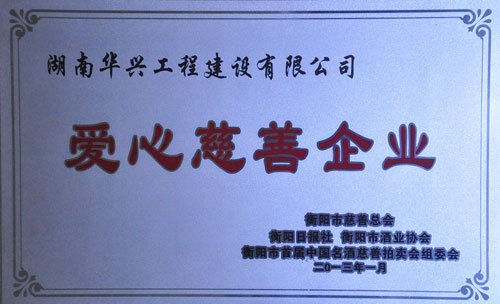 湖南华兴工程建设有限公司
爱心慈善企业
衡阳市慈善总会
衡阳日报社 衡阳市酒业协会
衡阳市首届中国名酒慈善拍卖会组委会
二〇一三年一月